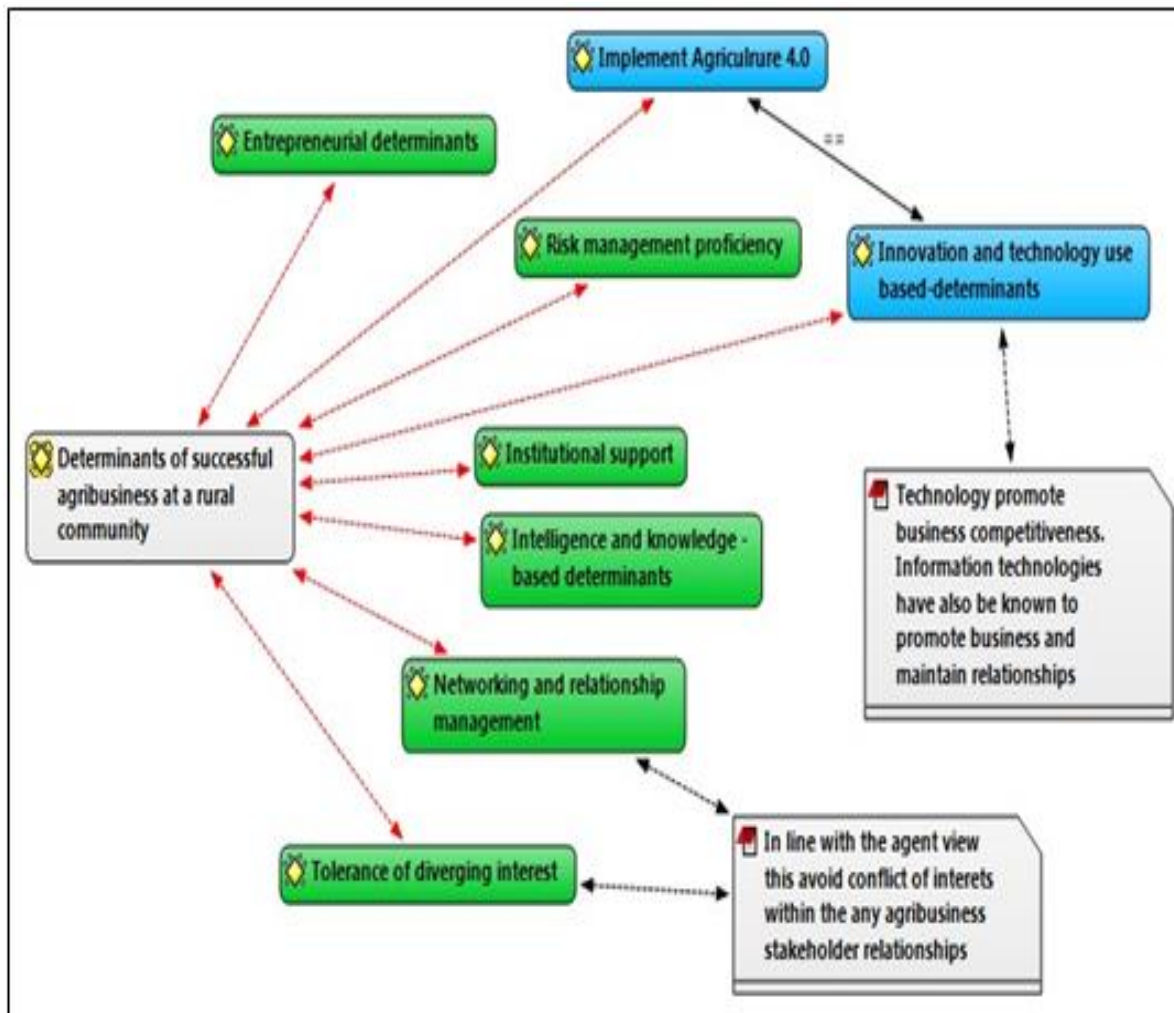 Implement Agriculrure 4.0
Entrepreneurial determinants
==
Risk management proficiency
Innovation and technology use
based-determinants
Determinants of successful
agribusiness at a rural
community
Institutional support
Intelligence and knowledge -
based determinants
Technology promote
business competitiveness.
Information technologies
have also be known to
promote business and
maintain relationships
Networking and relationship
management
Tolerance of diverging interest
In line with the agent view
this avoid conflict of interets
within the any agribusiness
stakeholder relationships